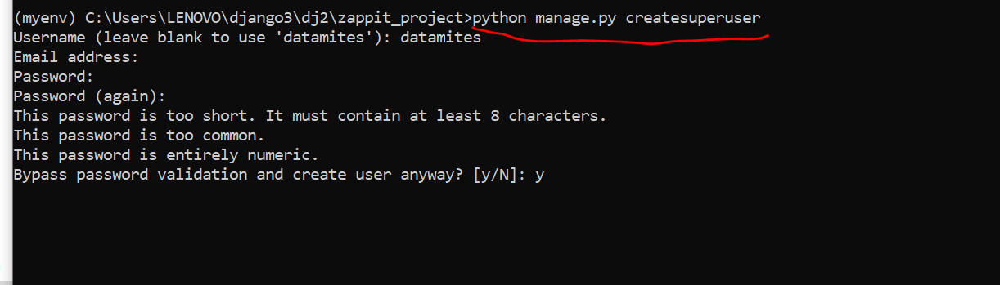 (myenv) C:\Users\LENOVO\django3\dj2\zappit_project>python manage.py createsuperuser
Username (leave blank to use 'datamites'): datamites
Email address:
Password:
Password (again):
This password is too short. It must contain at least 8 characters.
This password is too common.
This password is entirely numeric.
Bypass password validation and create user anyway? [y/N]: y